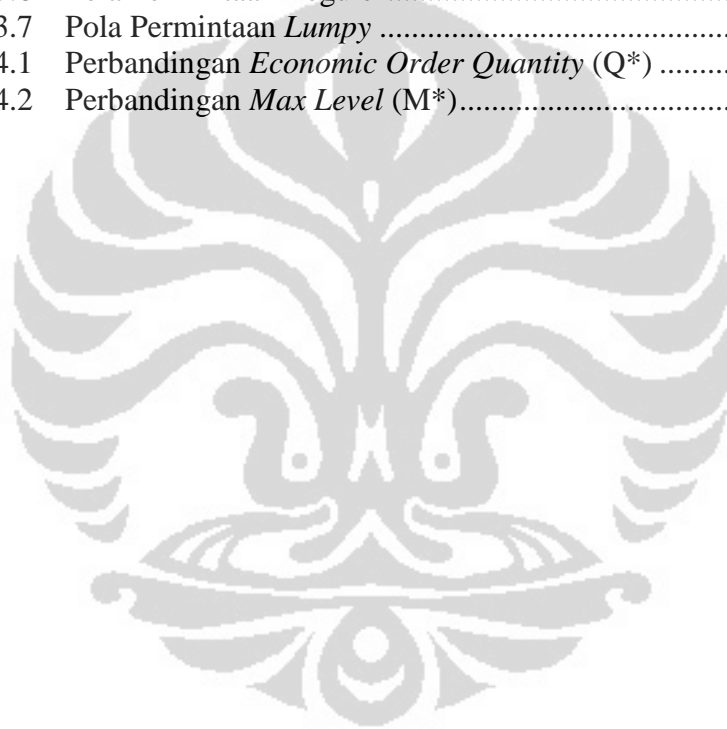 3.7 Pola Permintaan Lumpy ................................................
4.1 Perbandingan Economic Order Quantity (Q*) .........
4.2 Perbandingan Max Level (M*)....................................